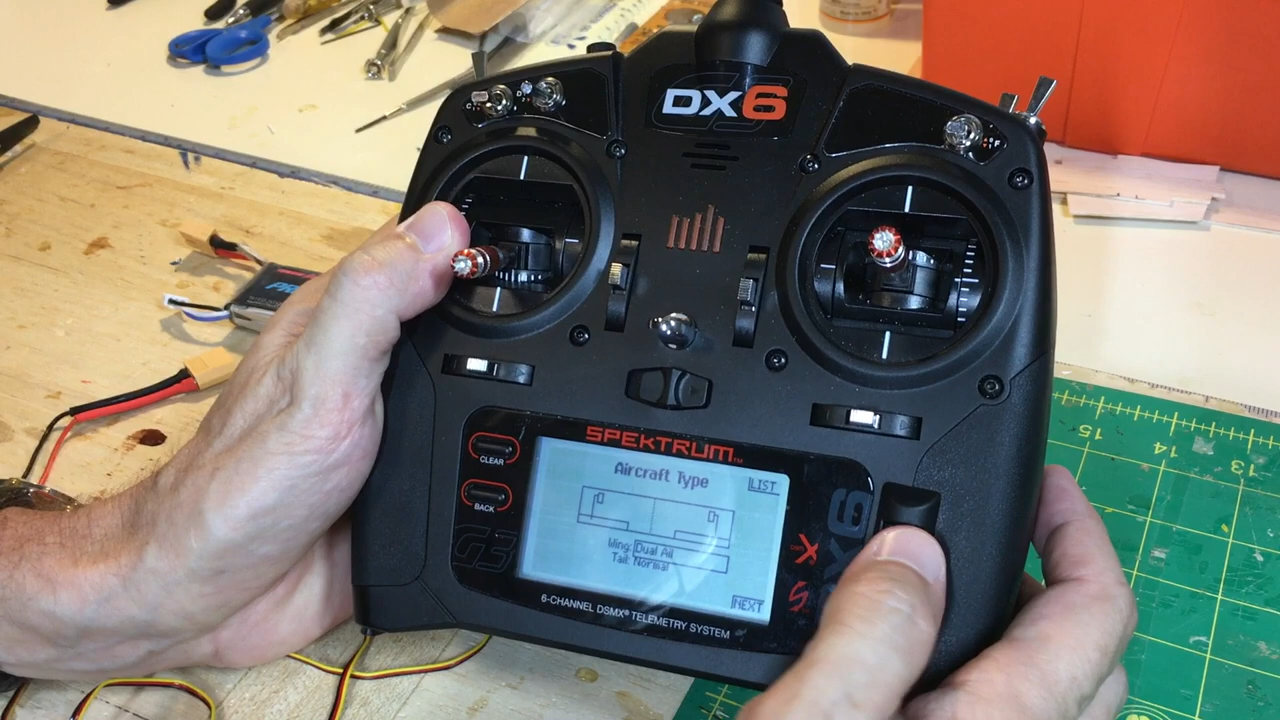 DX6
C
D
F
SPEKTRUM
CLEAR
BACK
G3
Aircraft Type
LIST
Wing: Dual Ail
Tail: Normal
NEXT
DX6
6-CHANNEL DSMX® TELEMETRY SYSTEM
15
14
13